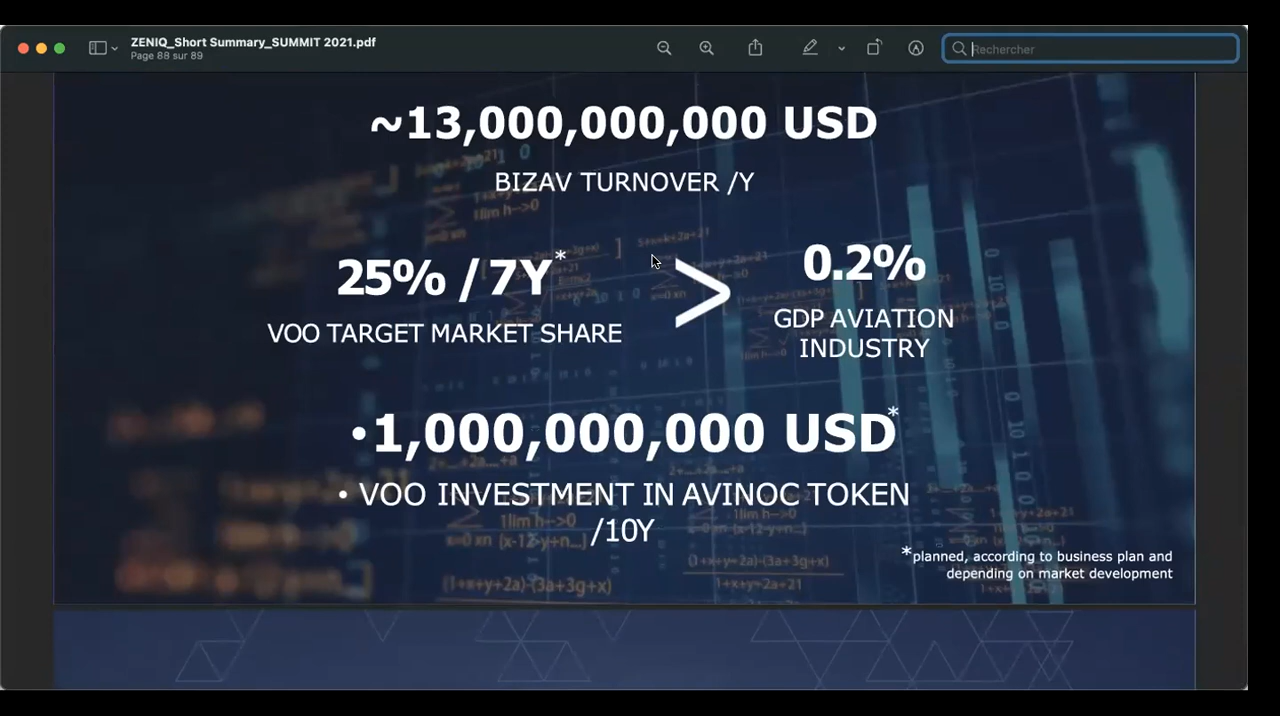 ZENIQ_Short Summary_SUMMIT 2021.pdf
Page 88 sur 89
Rechercher
~13,000,000,000 USD
BIZAV TURNOVER /Y
25% / 7Y*
VOO TARGET MARKET SHARE
>
0.2%
GDP AVIATION
INDUSTRY
•1,000,000,000 USD*
• VOO INVESTMENT IN AVINOC TOKEN
/10Y
*planned, according to business plan and
depending on market development